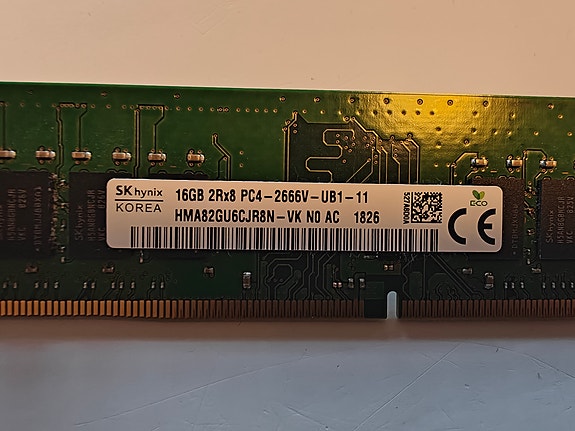 SK hynix
KOREA
16GB 2Rx8 PC4-2666V-UB1-11
HMA82GU6CJR8N-VK N0 AC 1826
ECO
CE